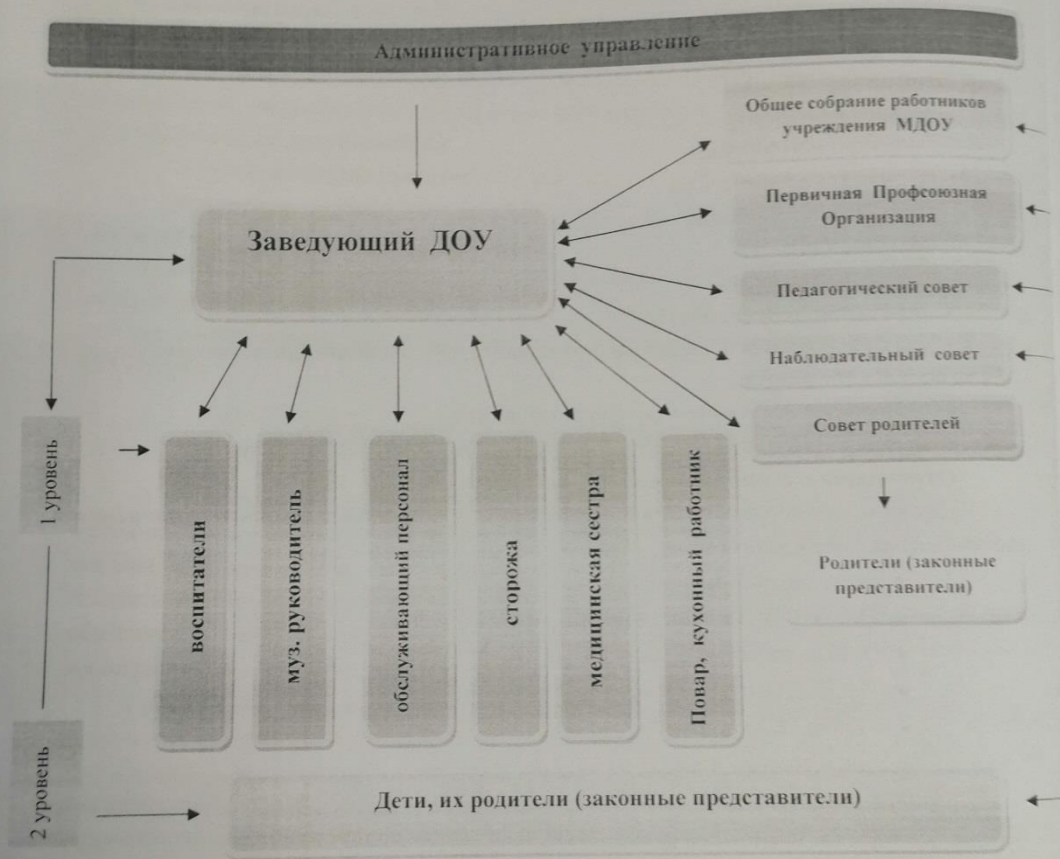 Административное управление
Общее собрание работников
учреждения МДОУ
Первичная Профсоюзная
Организация
Заведующий ДОУ
Педагогический совет
Наблюдательный совет
Совет родителей
Родители (законные
представители)
1 уровень
воспитатели
муз. руководитель
обслуживающий персонал
сторожа
медицинская сестра
Повар, кухонный работник
2 уровень
Дети, их родители (законные представители)